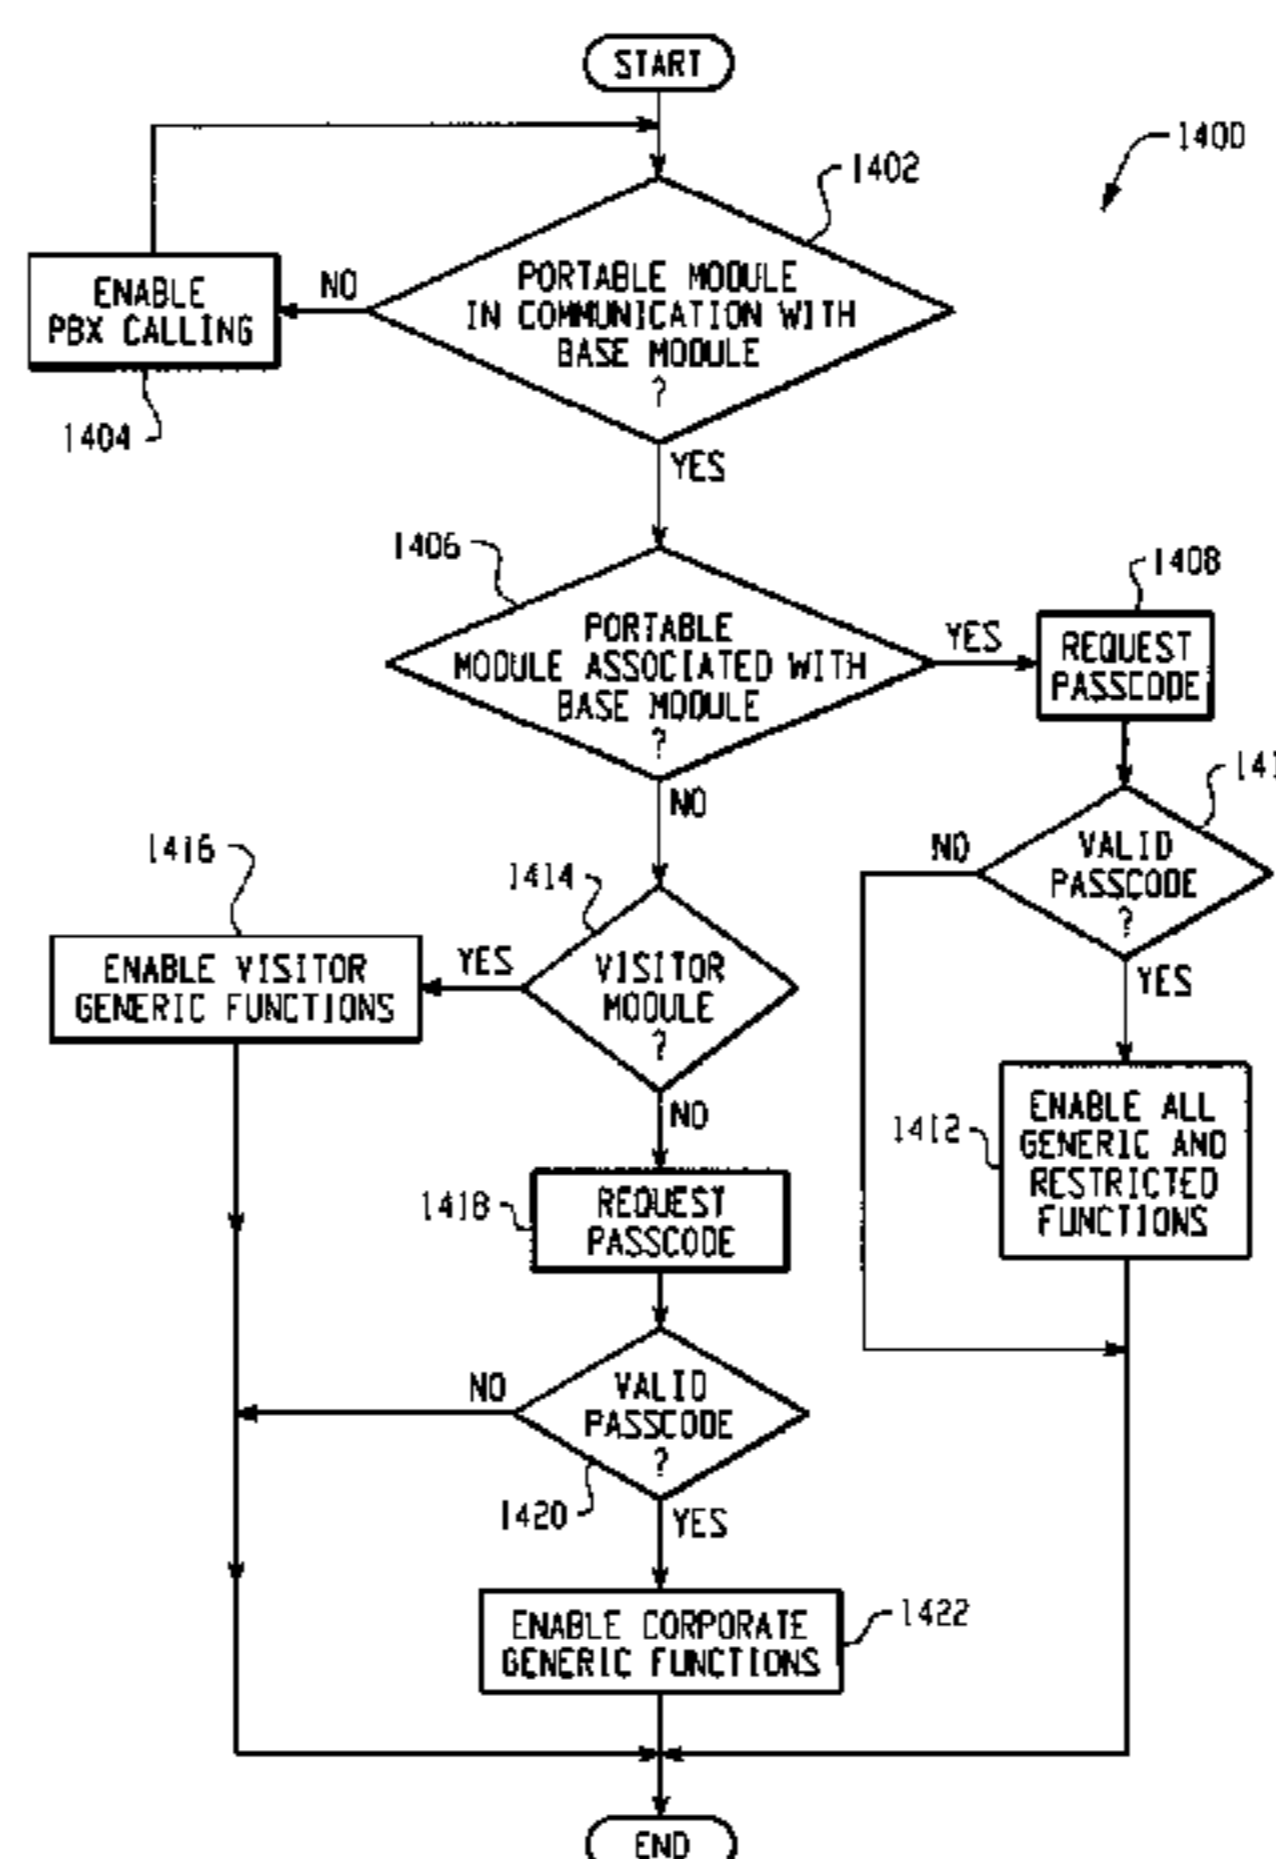 START
1400
1402
PORTABLE MODULE
IN COMMUNICATION WITH
BASE MODULE
?
NO
ENABLE
PBX CALLING
1404
YES
1406
PORTABLE
MODULE ASSOCIATED WITH
BASE MODULE
?
YES
1408
REQUEST
PASSCODE
NO
VALID
PASSCODE
?
NO
YES
1416
1414
ENABLE VISITOR
GENERIC FUNCTIONS
YES
VISITOR
MODULE
?
NO
1412
ENABLE ALL
GENERIC AND
RESTRICTED
FUNCTIONS
1418
REQUEST
PASSCODE
NO
VALID
PASSCODE
?
1420
YES
ENABLE CORPORATE
GENERIC FUNCTIONS
1422
END